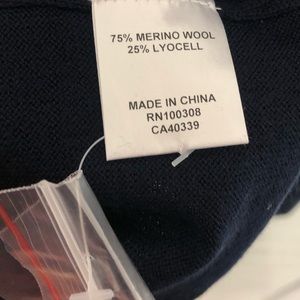 75% MERINO WOOL
25% LYOCELL
MADE IN CHINA
RN100308
CA40339